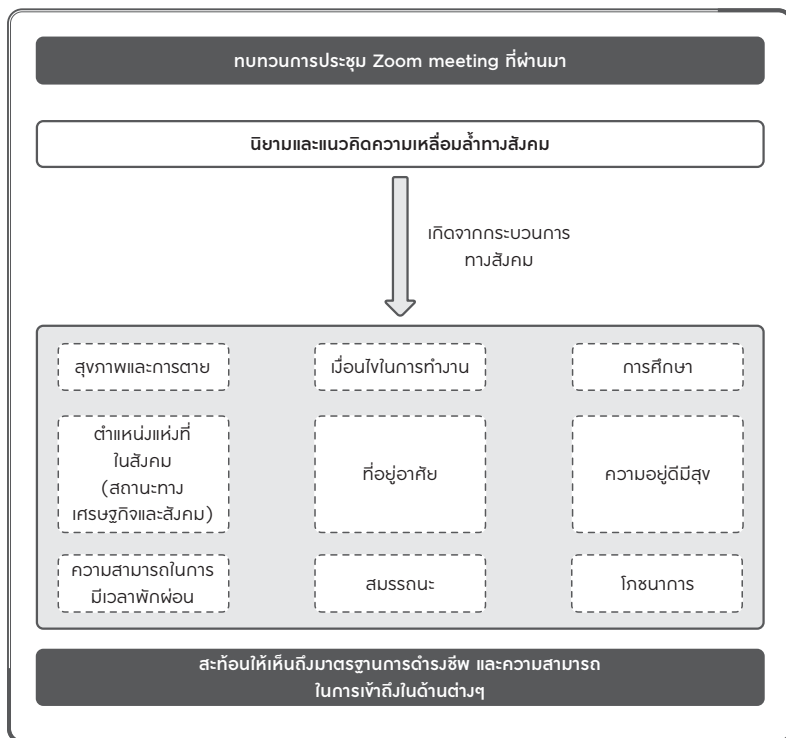 ทบทวนการประชุม Zoom meeting ที่ผ่านมา
นิยามและแนวคิดความเหลื่อมล้ำทางสังคม
เกิดจากกระบวนการ
ทางสังคม
สุขภาพและการตาย
เงื่อนไขในการทำงาน
การศึกษา
ตำแหน่งแห่งที่
ในสังคม
(สถานะทาง
เศรษฐกิจและสังคม)
ที่อยู่อาศัย
ความอยู่ดีมีสุข
ความสามารถในการ
มีเวลาพักผ่อน
สมรรถนะ
โภชนาการ
สะท้อนให้เห็นถึงมาตรฐานการดำรงชีพ และความสามารถ
ในการเข้าถึงในด้านต่างๆ